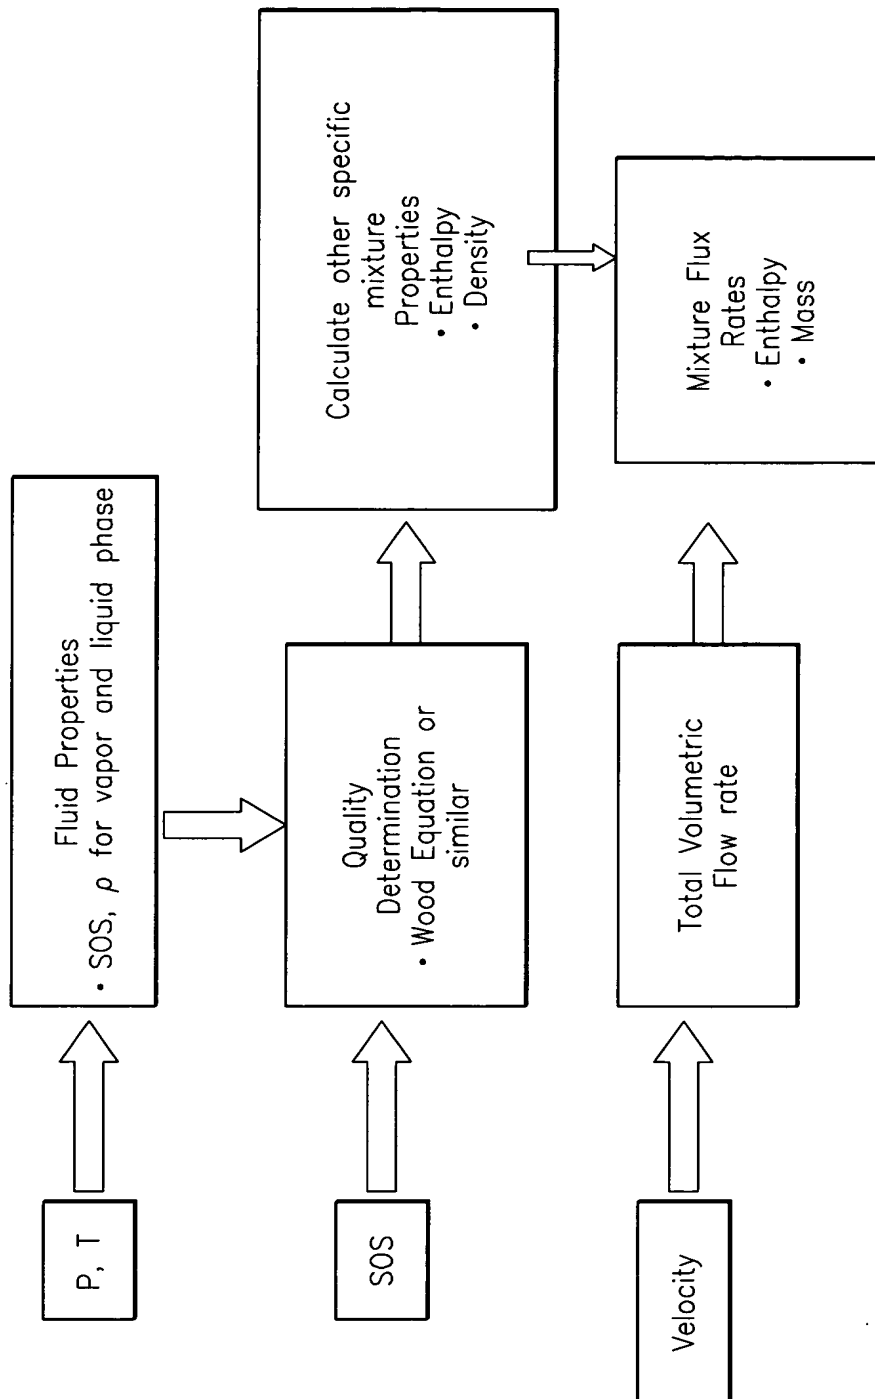 P, T
Fluid Properties
• SOS, ρ for vapor and liquid phase
SOS
Quality
Determination
• Wood Equation or
similar
Calculate other specific
mixture
Properties
• Enthalpy
• Density
Velocity
Total Volumetric
Flow rate
Mixture Flux
Rates
• Enthalpy
• Mass